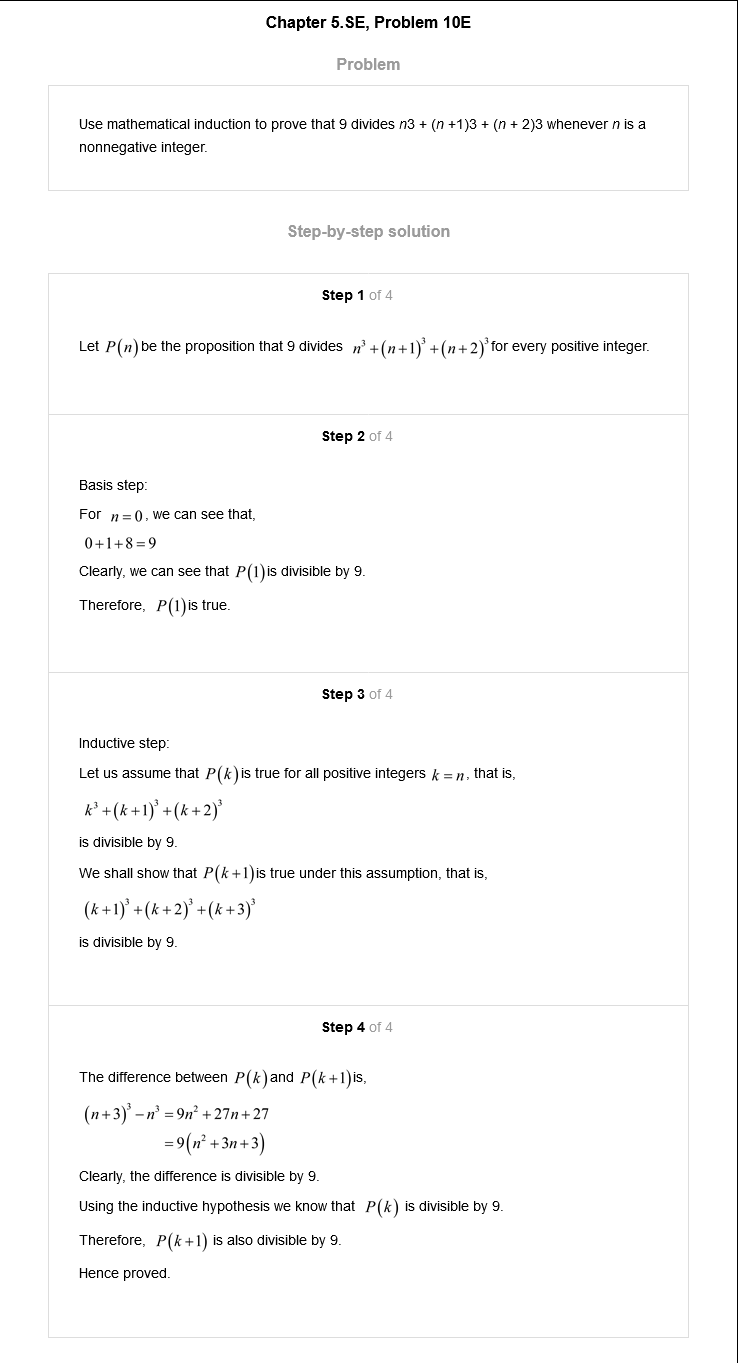 Chapter 5.SE, Problem 10E
Problem
Use mathematical induction to prove that 9 divides n3 + (n +1)3 + (n + 2)3 whenever n is a
nonnegative integer.
Step-by-step solution
Step 1 of 4
Let P(n) be the proposition that 9 divides n³ + (n+1)³ + (n+2)³ for every positive integer.
Step 2 of 4
Basis step:
For n = 0, we can see that,
0+1+8=9
Clearly, we can see that P(1) is divisible by 9.
Therefore, P(1) is true.
Step 3 of 4
Inductive step:
Let us assume that P(k) is true for all positive integers k = n, that is,
k³ + (k+1)³ + (k+2)³
is divisible by 9.
We shall show that P(k+1) is true under this assumption, that is,
(k+1)³ + (k+2)³ + (k+3)³
is divisible by 9.
Step 4 of 4
The difference between P(k) and P(k+1) is,
(n+3)³ − n³ = 9n² + 27n + 27
= 9(n² + 3n + 3)
Clearly, the difference is divisible by 9.
Using the inductive hypothesis we know that P(k) is divisible by 9.
Therefore, P(k+1) is also divisible by 9.
Hence proved.